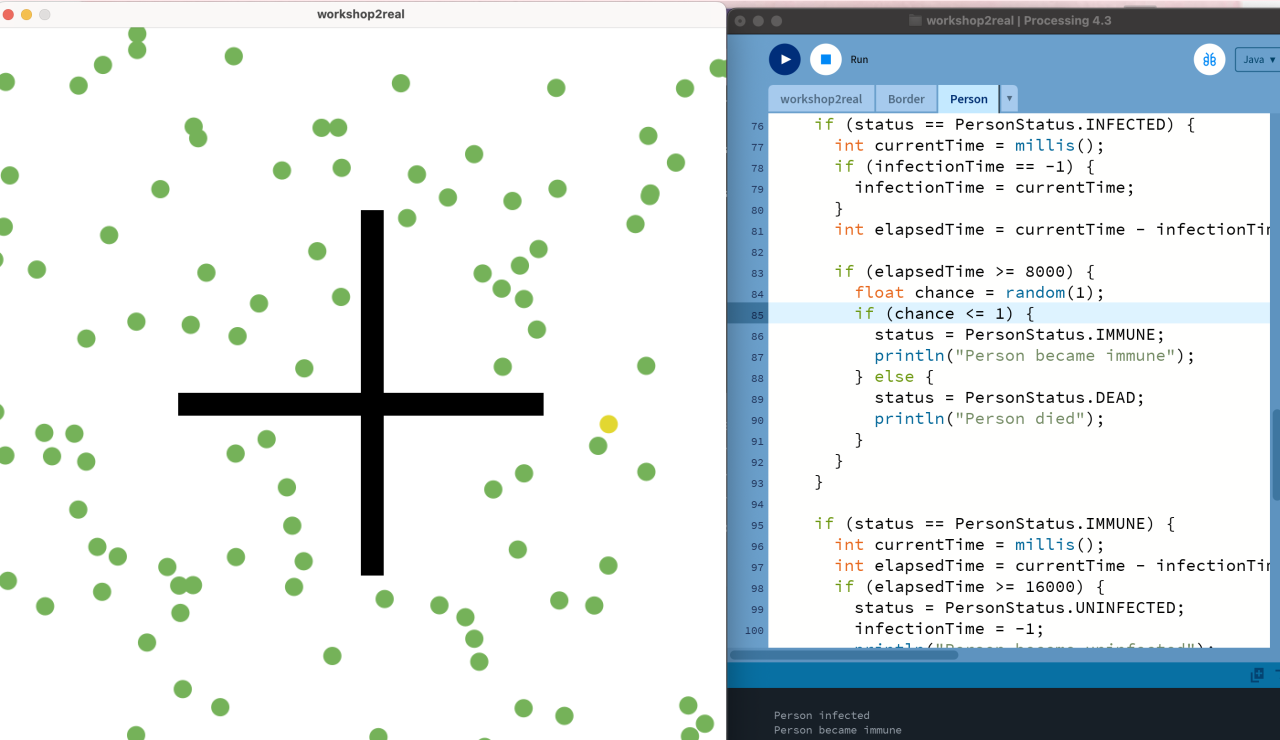 workshop2real
workshop2real | Processing 4.3
Run
Java
workshop2real Border Person
76 if (status == PersonStatus.INFECTED) {
77 int currentTime = millis();
78 if (infectionTime == -1) {
79 infectionTime = currentTime;
80 }
81 int elapsedTime = currentTime - infectionTi
82
83 if (elapsedTime >= 8000) {
84 float chance = random(1);
85 if (chance <= 1) {
86 status = PersonStatus.IMMUNE;
87 println("Person became immune");
88 } else {
89 status = PersonStatus.DEAD;
90 println("Person died");
91 }
92 }
93 }
94
95 if (status == PersonStatus.IMMUNE) {
96 int currentTime = millis();
97 int elapsedTime = currentTime - infectionTi
98 if (elapsedTime >= 16000) {
99 status = PersonStatus.UNINFECTED;
100 infectionTime = -1;
println("Person became uninfected");
Person infected
Person became immune